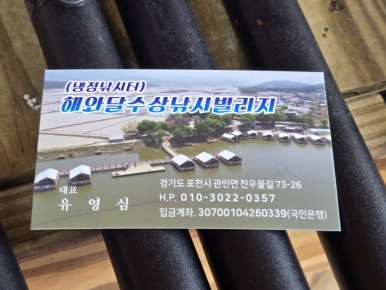 (냉정낚시터)
해와달수상낚시빌리지
경기도 포천시 관인면 찬우물길 73-26
대표
유영심
H.P. 010-3022-0357
입금계좌. 30700104260339(국민은행)